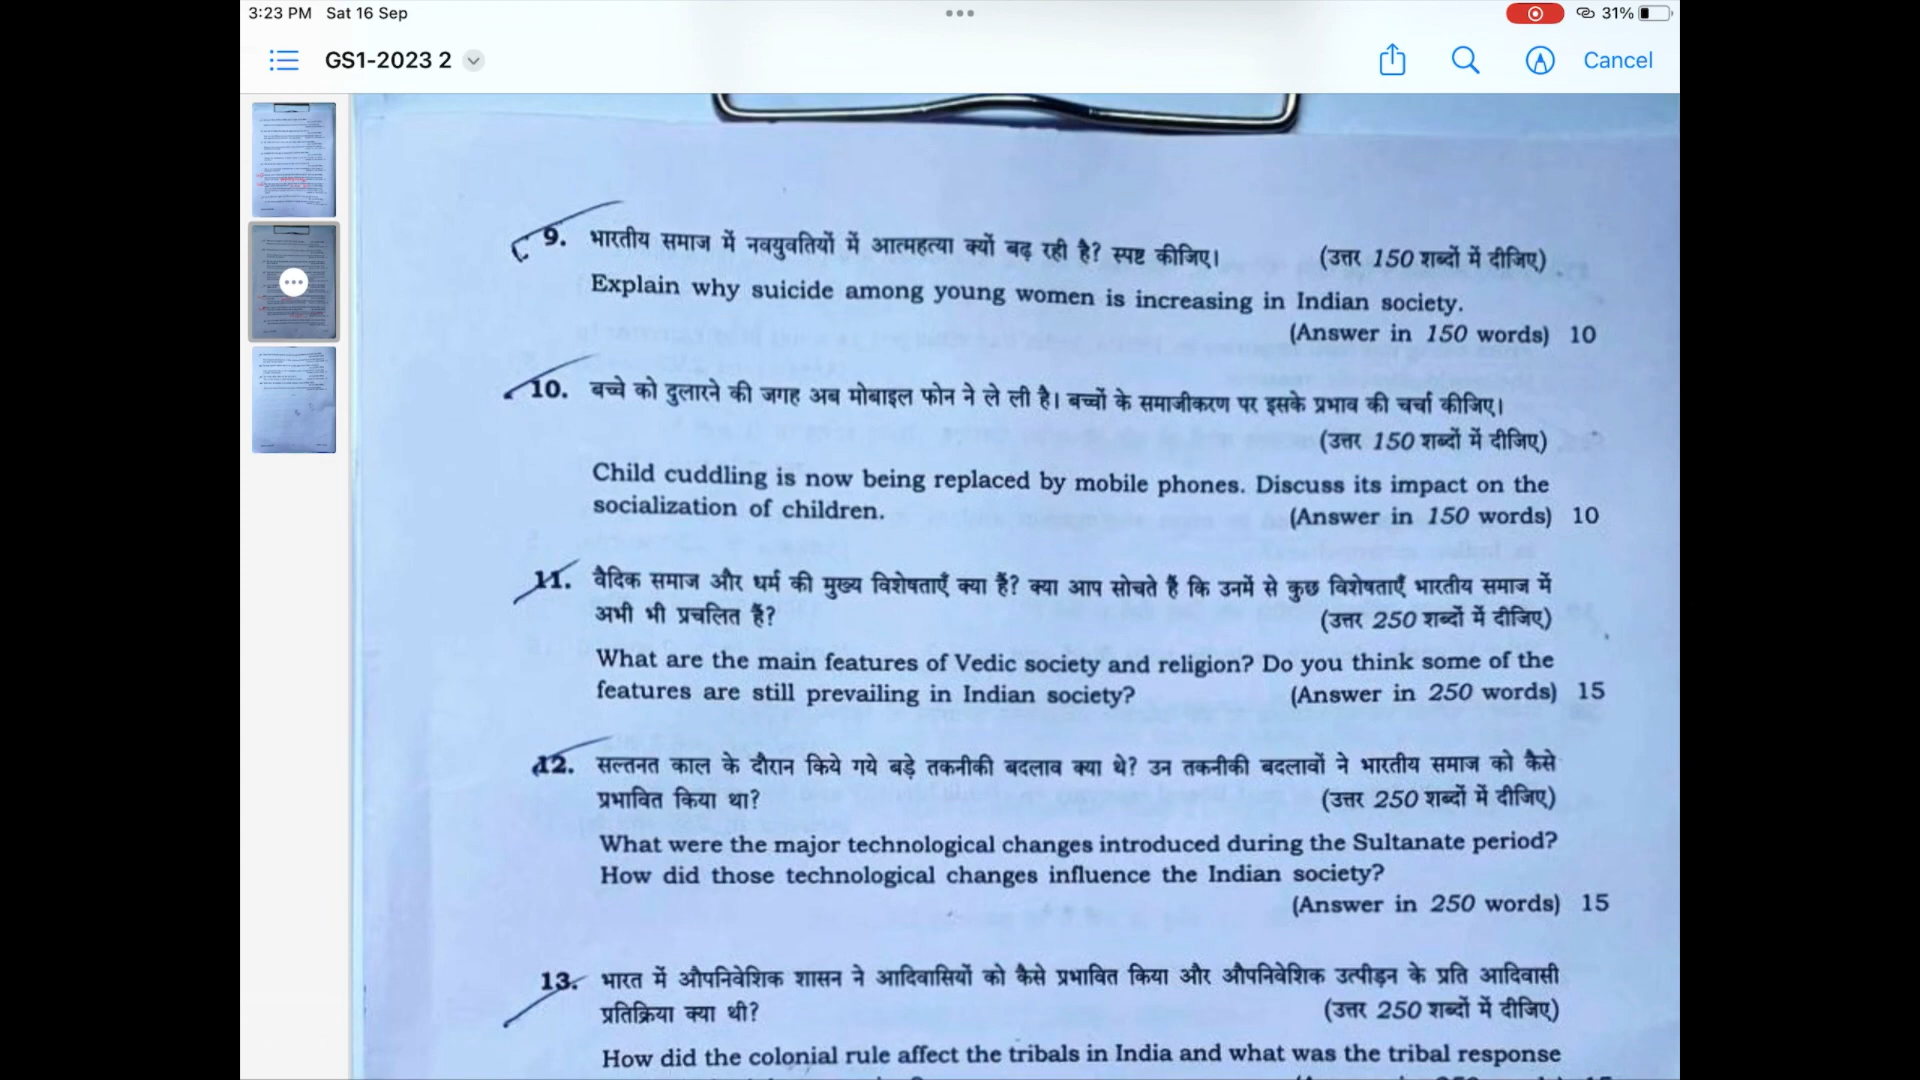 3:23 PM Sat 16 Sep
31%
GS1-2023 2
Cancel
9. भारतीय समाज में नवयुवतियों में आत्महत्या क्यों बढ़ रही है? स्पष्ट कीजिए। (उत्तर 150 शब्दों में दीजिए)
Explain why suicide among young women is increasing in Indian society.
(Answer in 150 words) 10
10. बच्चे को दुलारने की जगह अब मोबाइल फोन ने ले ली है। बच्चों के समाजीकरण पर इसके प्रभाव की चर्चा कीजिए।
(उत्तर 150 शब्दों में दीजिए)
Child cuddling is now being replaced by mobile phones. Discuss its impact on the
socialization of children. (Answer in 150 words) 10
11. वैदिक समाज और धर्म की मुख्य विशेषताएँ क्या हैं? क्या आप सोचते हैं कि उनमें से कुछ विशेषताएँ भारतीय समाज में
अभी भी प्रचलित हैं? (उत्तर 250 शब्दों में दीजिए)
What are the main features of Vedic society and religion? Do you think some of the
features are still prevailing in Indian society? (Answer in 250 words) 15
12. सल्तनत काल के दौरान किये गये बड़े तकनीकी बदलाव क्या थे? उन तकनीकी बदलावों ने भारतीय समाज को कैसे
प्रभावित किया था? (उत्तर 250 शब्दों में दीजिए)
What were the major technological changes introduced during the Sultanate period?
How did those technological changes influence the Indian society?
(Answer in 250 words) 15
13. भारत में औपनिवेशिक शासन ने आदिवासियों को कैसे प्रभावित किया और औपनिवेशिक उत्पीड़न के प्रति आदिवासी
प्रतिक्रिया क्या थी? (उत्तर 250 शब्दों में दीजिए)
How did the colonial rule affect the tribals in India and what was the tribal response